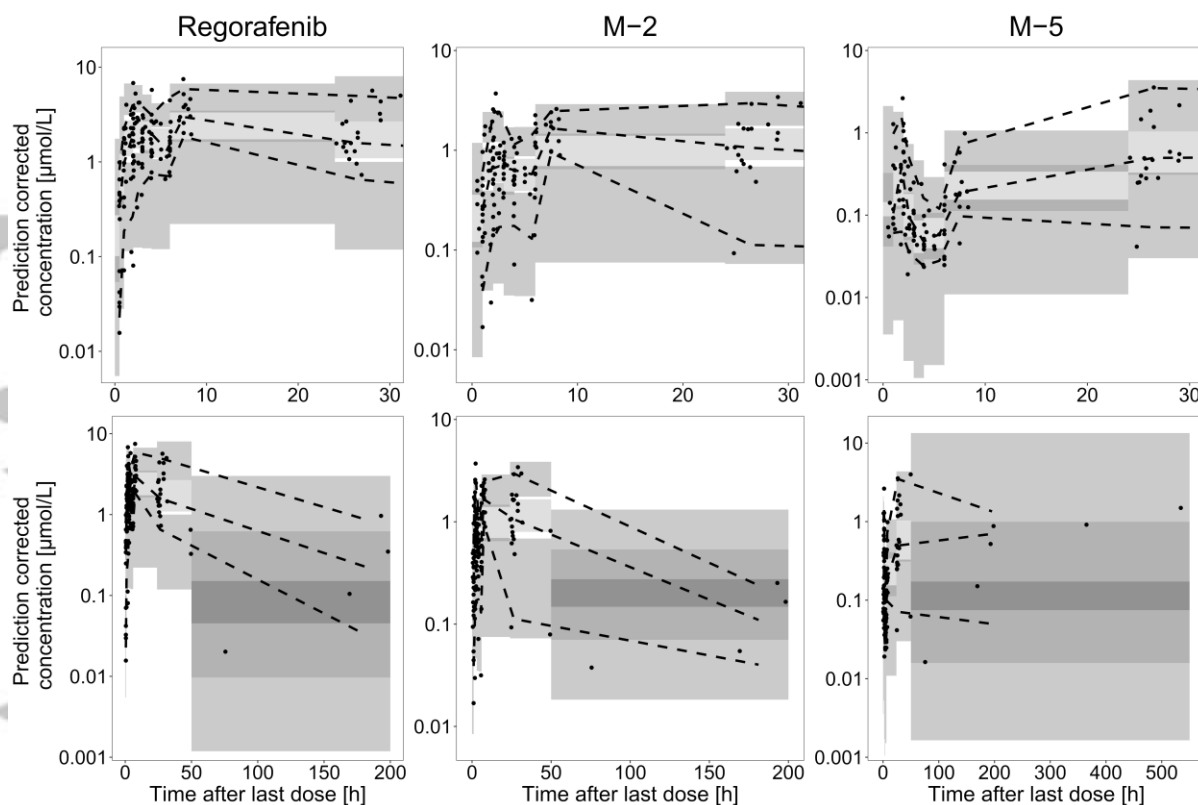 Regorafenib
M−2
M−5
Prediction corrected
concentration [µmol/L]
10
1
0.1
0.01
0 10 20 30
10
1
0.1
0.01
0 10 20 30
10
1
0.1
0.01
0.001
0 10 20 30
Prediction corrected
concentration [µmol/L]
10
1
0.1
0.01
0.001
0 50 100 150 200
Time after last dose [h]
10
1
0.1
0.01
0 50 100 150 200
Time after last dose [h]
10
1
0.1
0.01
0.001
0 100 200 300 400 500
Time after last dose [h]